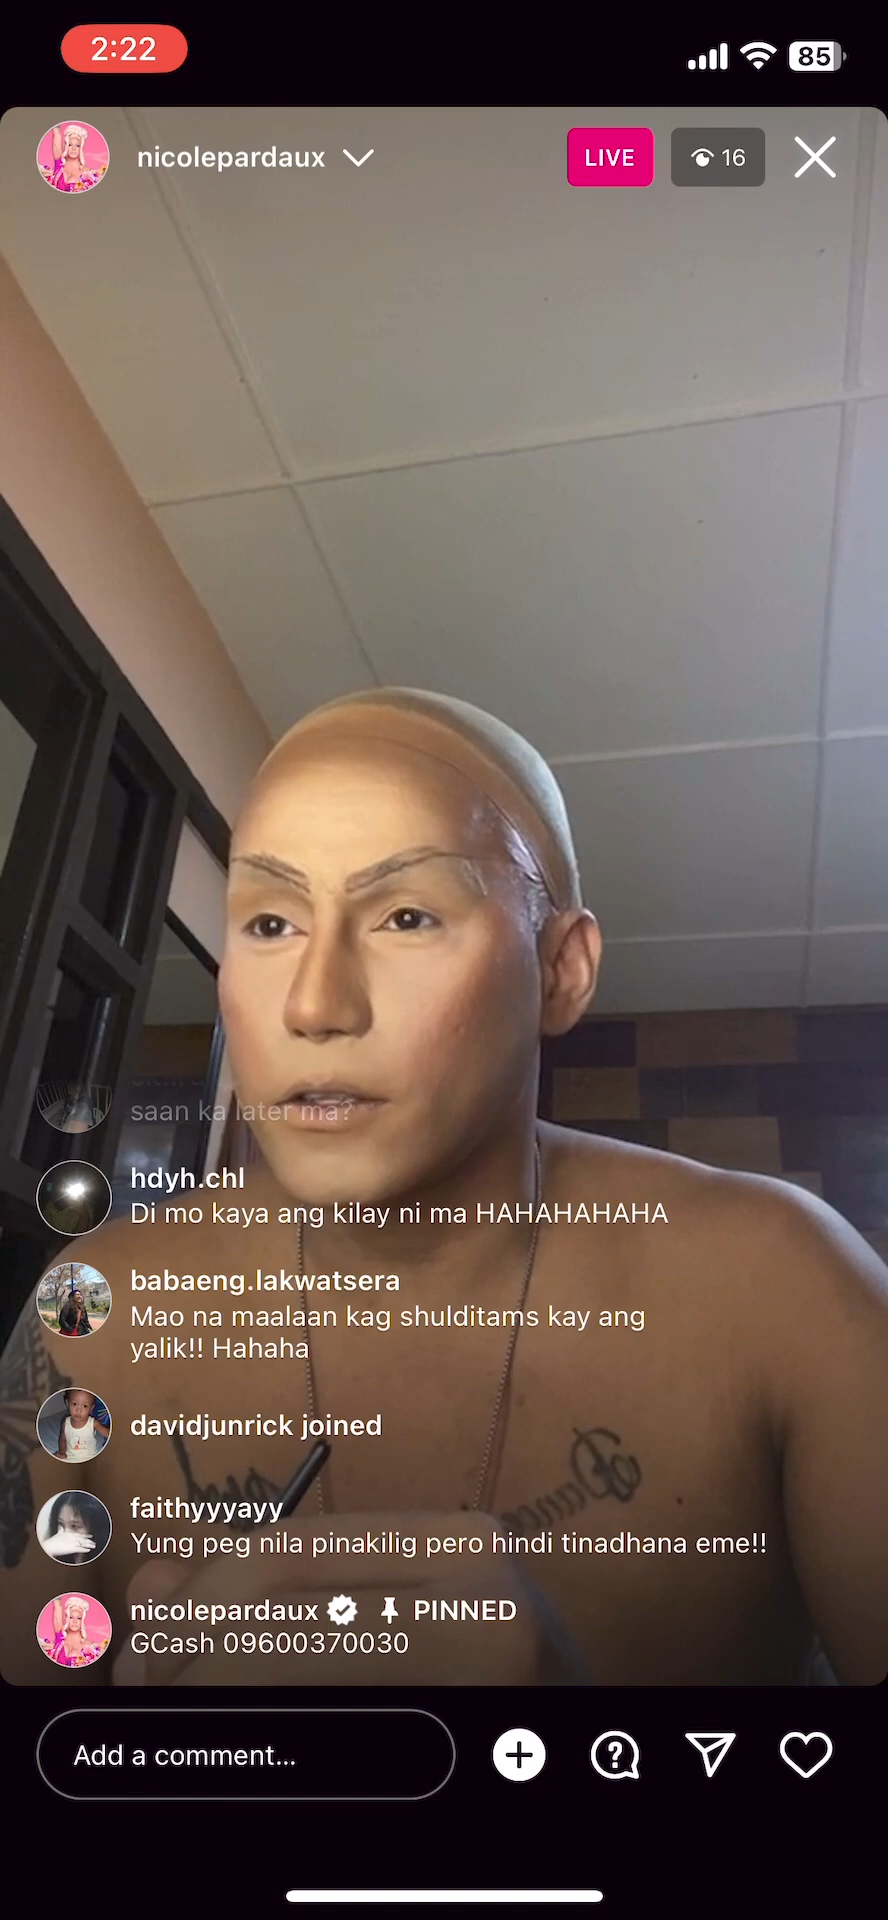 2:22
85
nicolepardaux
LIVE
16
saan ka later ma?
hdyh.chl
Di mo kaya ang kilay ni ma HAHAHAHAHA
babaeng.lakwatsera
Mao na maalaan kag shulditams kay ang
yalik!! Hahaha
davidjunrick joined
faithyyyayy
Yung peg nila pinakilig pero hindi tinadhana eme!!
nicolepardaux PINNED
GCash 09600370030
Add a comment...